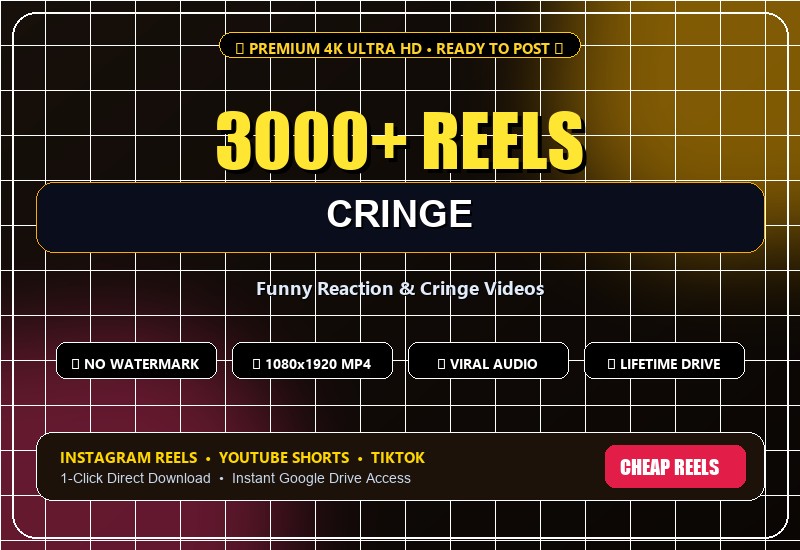 PREMIUM 4K ULTRA HD • READY TO POST
3000+ REELS
CRINGE
Funny Reaction & Cringe Videos
NO WATERMARK
1080x1920 MP4
VIRAL AUDIO
LIFETIME DRIVE
INSTAGRAM REELS • YOUTUBE SHORTS • TIKTOK
1-Click Direct Download • Instant Google Drive Access
CHEAP REELS